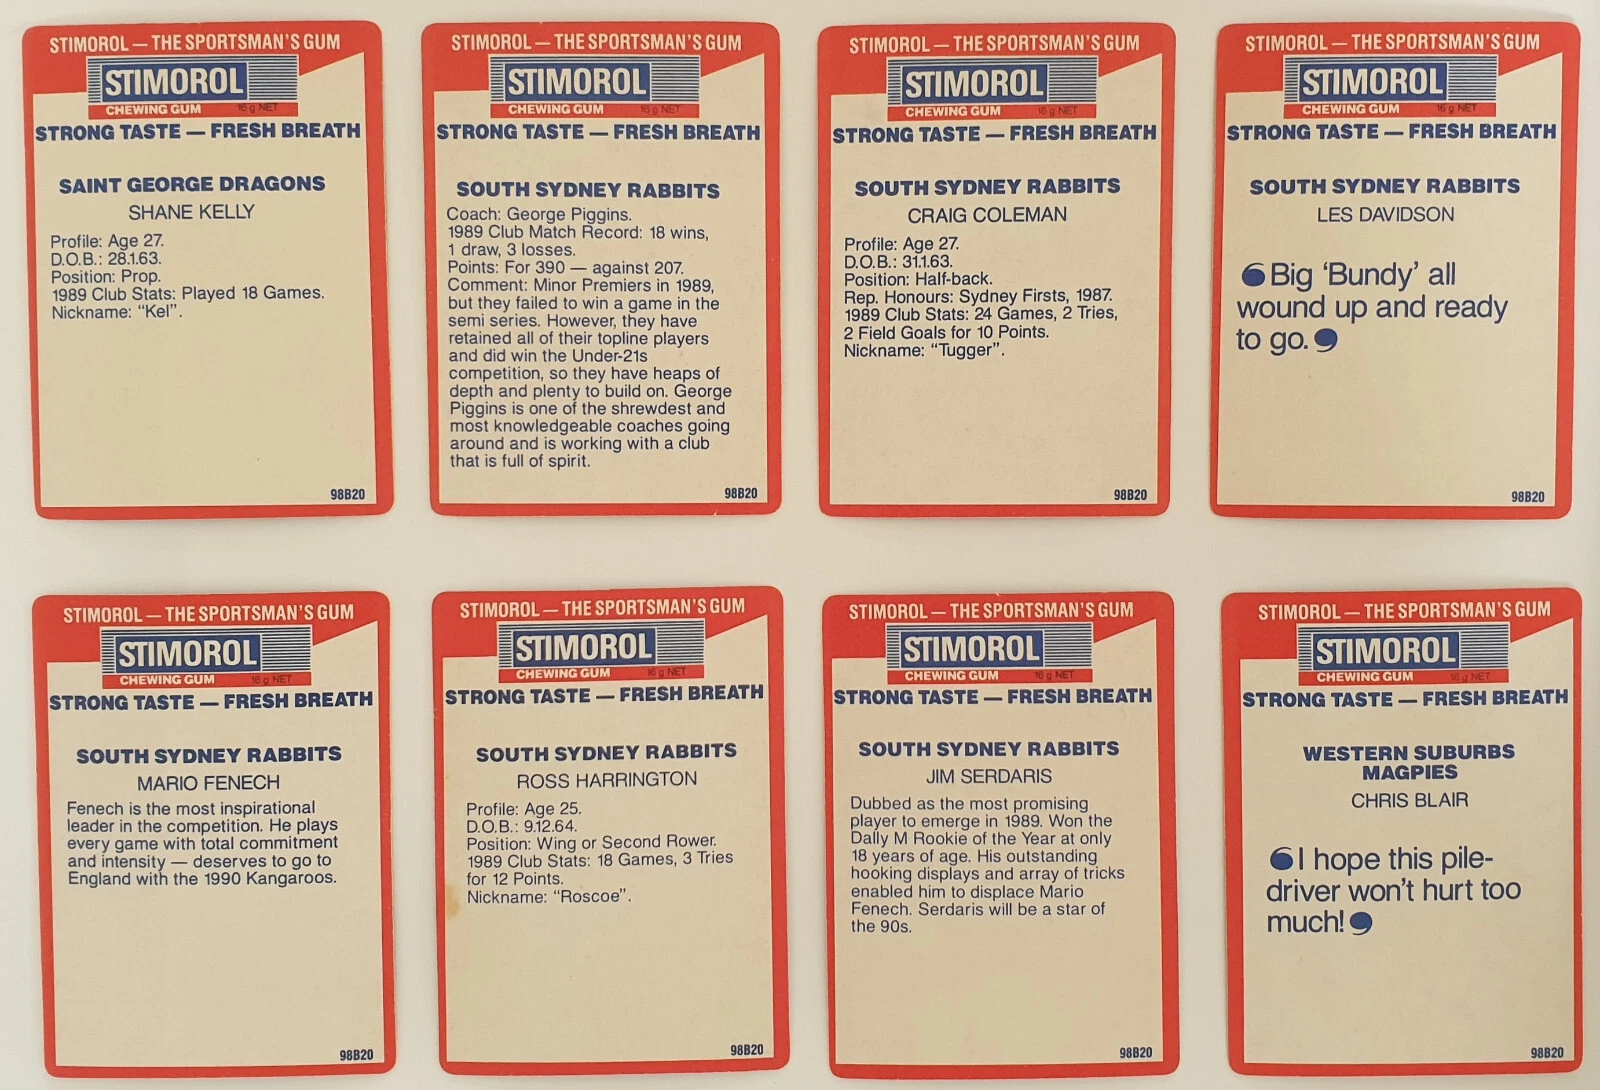 STIMOROL — THE SPORTSMAN'S GUM
STIMOROL
CHEWING GUM 16 g NET
STRONG TASTE — FRESH BREATH
SAINT GEORGE DRAGONS
SHANE KELLY
Profile: Age 27.
D.O.B.: 28.1.63.
Position: Prop.
1989 Club Stats: Played 18 Games.
Nickname: "Kel".
98B20
STIMOROL — THE SPORTSMAN'S GUM
STIMOROL
CHEWING GUM 16 g NET
STRONG TASTE — FRESH BREATH
SOUTH SYDNEY RABBITS
Coach: George Piggins.
1989 Club Match Record: 18 wins,
1 draw, 3 losses.
Points: For 390 — against 207.
Comment: Minor Premiers in 1989,
but they failed to win a game in the
semi series. However, they have
retained all of their topline players
and did win the Under-21s
competition, so they have heaps of
depth and plenty to build on. George
Piggins is one of the shrewdest and
most knowledgeable coaches going
around and is working with a club
that is full of spirit.
98B20
STIMOROL — THE SPORTSMAN'S GUM
STIMOROL
CHEWING GUM 16 g NET
STRONG TASTE — FRESH BREATH
SOUTH SYDNEY RABBITS
CRAIG COLEMAN
Profile: Age 27.
D.O.B.: 31.1.63.
Position: Half-back.
Rep. Honours: Sydney Firsts, 1987.
1989 Club Stats: 24 Games, 2 Tries,
2 Field Goals for 10 Points.
Nickname: "Tugger".
98B20
STIMOROL — THE SPORTSMAN'S GUM
STIMOROL
CHEWING GUM 16 g NET
STRONG TASTE — FRESH BREATH
SOUTH SYDNEY RABBITS
LES DAVIDSON
‘Big ‘Bundy’ all
wound up and ready
to go.’
98B20
STIMOROL — THE SPORTSMAN'S GUM
STIMOROL
CHEWING GUM 16 g NET
STRONG TASTE — FRESH BREATH
SOUTH SYDNEY RABBITS
MARIO FENECH
Fenech is the most inspirational
leader in the competition. He plays
every game with total commitment
and intensity — deserves to go to
England with the 1990 Kangaroos.
98B20
STIMOROL — THE SPORTSMAN'S GUM
STIMOROL
CHEWING GUM 16 g NET
STRONG TASTE — FRESH BREATH
SOUTH SYDNEY RABBITS
ROSS HARRINGTON
Profile: Age 25.
D.O.B.: 9.12.64.
Position: Wing or Second Rower.
1989 Club Stats: 18 Games, 3 Tries
for 12 Points.
Nickname: "Roscoe".
98B20
STIMOROL — THE SPORTSMAN'S GUM
STIMOROL
CHEWING GUM 16 g NET
STRONG TASTE — FRESH BREATH
SOUTH SYDNEY RABBITS
JIM SERDARIS
Dubbed as the most promising
player to emerge in 1989. Won the
Dally M Rookie of the Year at only
18 years of age. His outstanding
hooking displays and array of tricks
enabled him to displace Mario
Fenech. Serdaris will be a star of
the 90s.
98B20
STIMOROL — THE SPORTSMAN'S GUM
STIMOROL
CHEWING GUM 16 g NET
STRONG TASTE — FRESH BREATH
WESTERN SUBURBS
MAGPIES
CHRIS BLAIR
‘I hope this pile-
driver won't hurt too
much!’
98B20